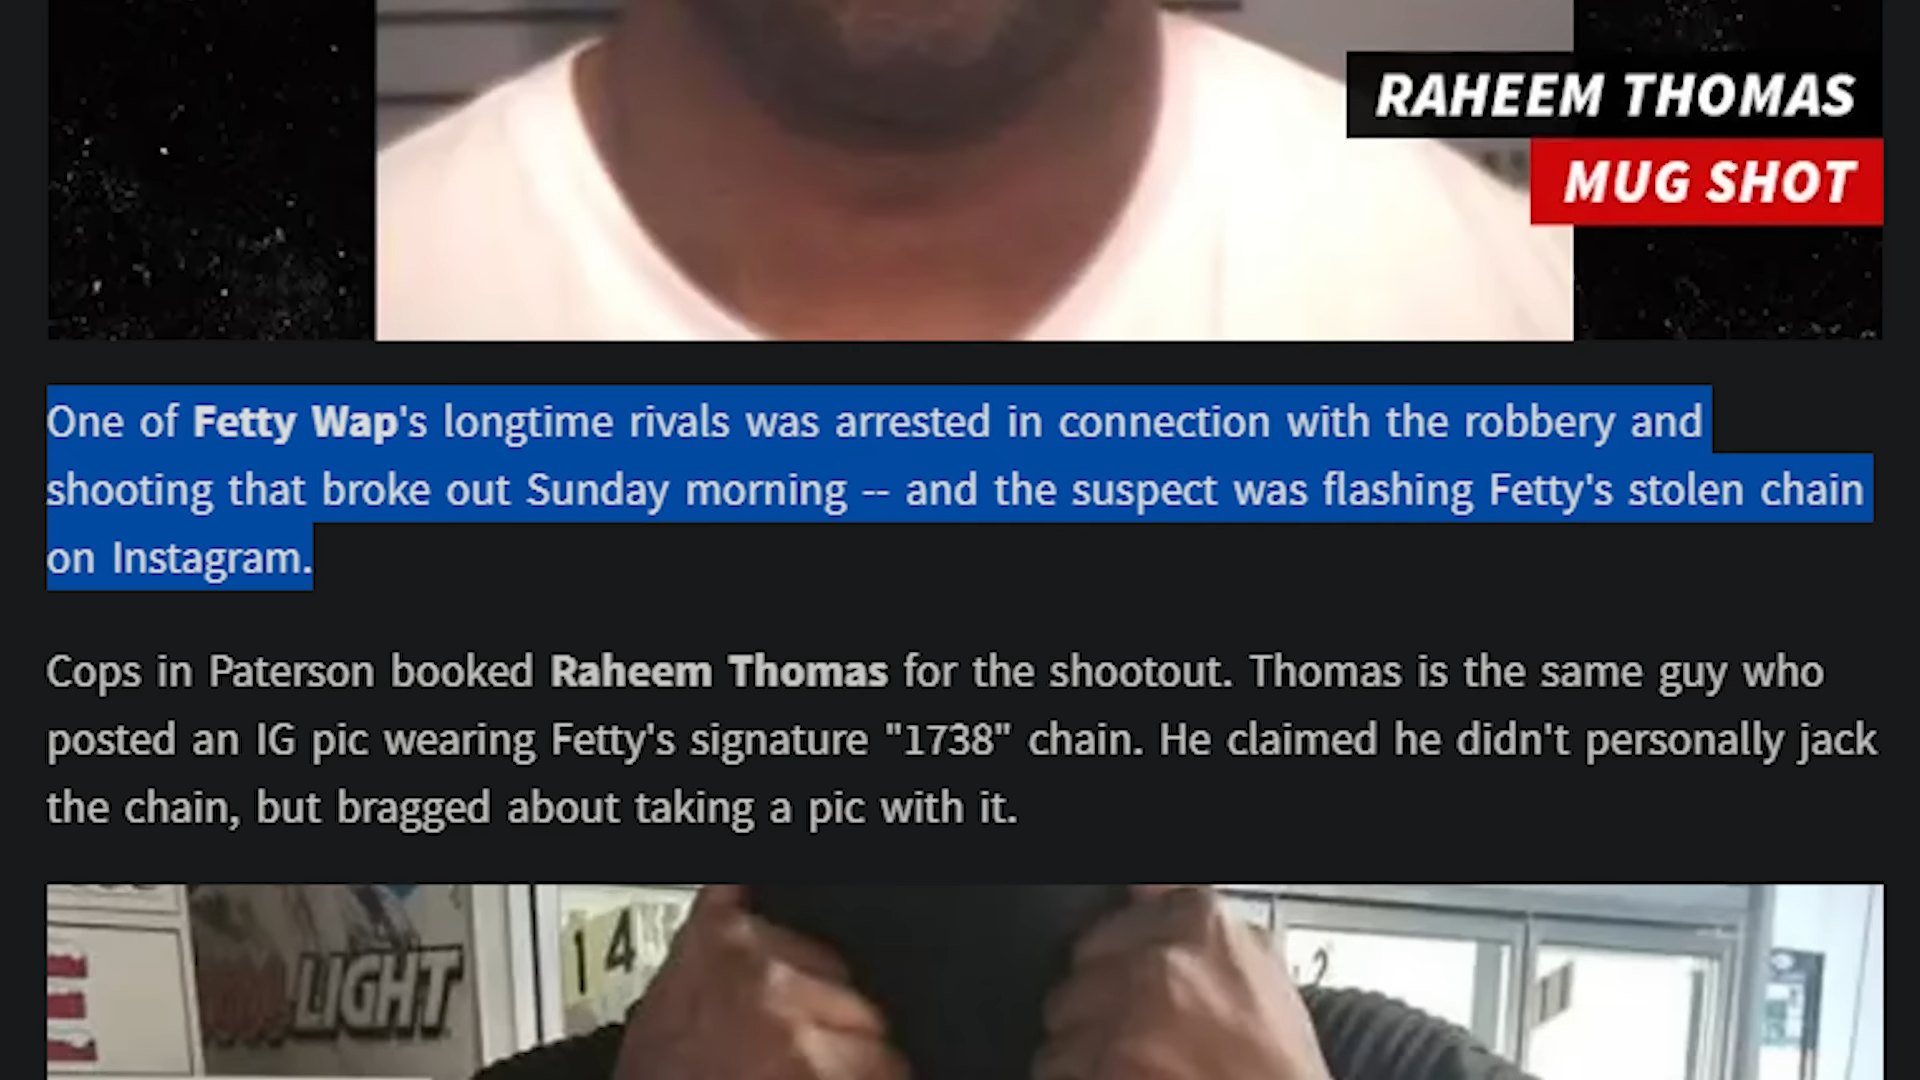 RAHEEM THOMAS
MUG SHOT
One of Fetty Wap's longtime rivals was arrested in connection with the robbery and
shooting that broke out Sunday morning -- and the suspect was flashing Fetty's stolen chain
on Instagram.
Cops in Paterson booked Raheem Thomas for the shootout. Thomas is the same guy who
posted an IG pic wearing Fetty's signature "1738" chain. He claimed he didn't personally jack
the chain, but bragged about taking a pic with it.
14
LIGHT